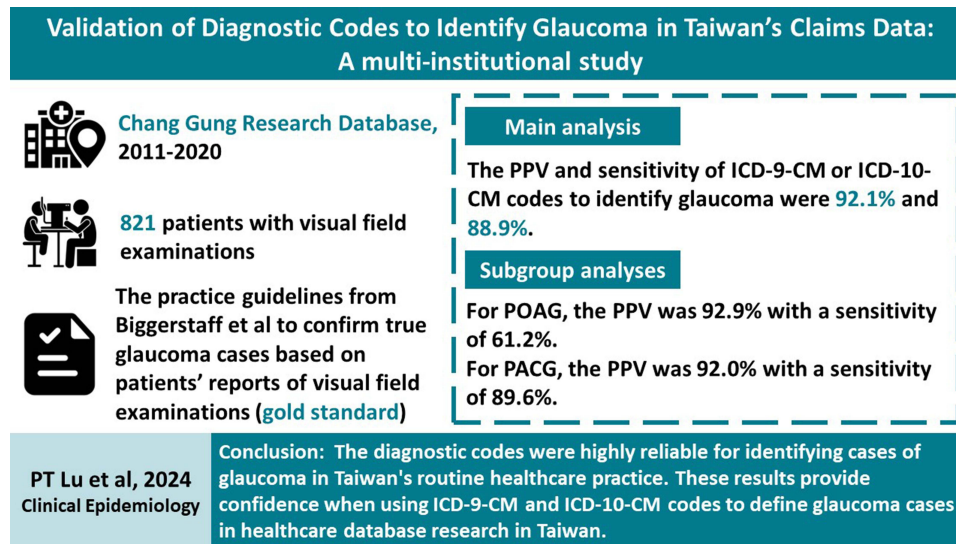 Validation of Diagnostic Codes to Identify Glaucoma in Taiwan’s Claims Data:
A multi-institutional study
Chang Gung Research Database,
2011-2020
821 patients with visual field
examinations
The practice guidelines from
Biggerstaff et al to confirm true
glaucoma cases based on
patients’ reports of visual field
examinations (gold standard)
Main analysis
The PPV and sensitivity of ICD-9-CM or ICD-10-
CM codes to identify glaucoma were 92.1% and
88.9%.
Subgroup analyses
For POAG, the PPV was 92.9% with a sensitivity
of 61.2%.
For PACG, the PPV was 92.0% with a sensitivity
of 89.6%.
PT Lu et al, 2024
Clinical Epidemiology
Conclusion: The diagnostic codes were highly reliable for identifying cases of
glaucoma in Taiwan's routine healthcare practice. These results provide
confidence when using ICD-9-CM and ICD-10-CM codes to define glaucoma cases
in healthcare database research in Taiwan.